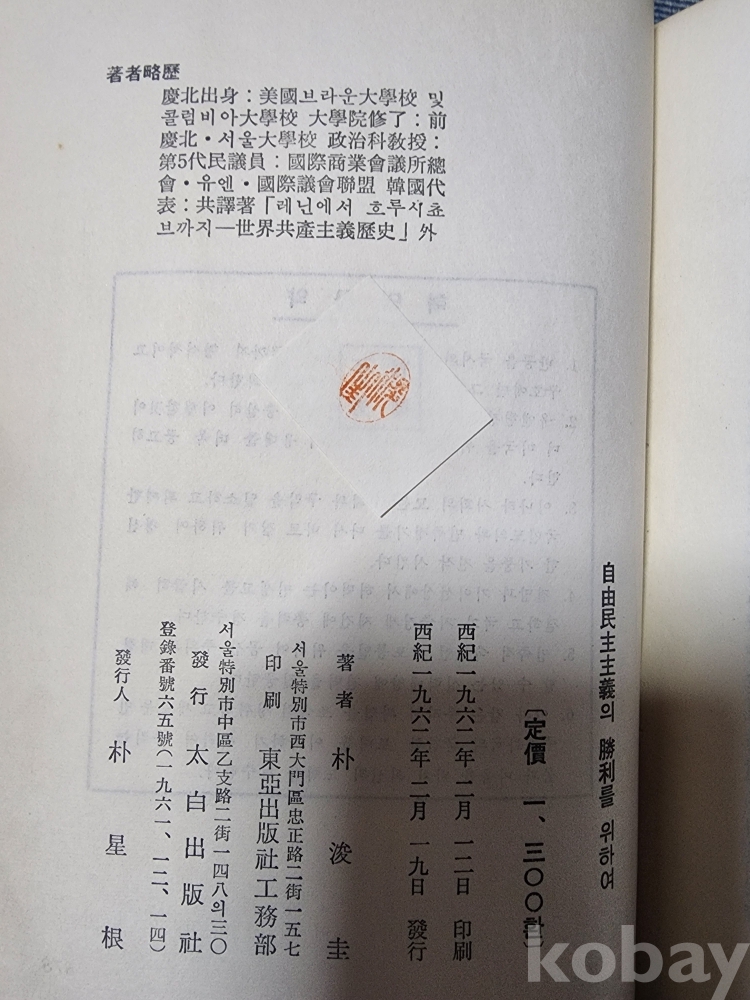 著者略歷
慶北出身：美國브라운大學校 및
콜럼비아大學校 大學院修了：前
慶北·서울大學校 政治科敎授：
第5代民議員：國際商業會議所總
會·유엔·國際議會聯盟 韓國代
表：共譯著「레닌에서 흐루시쵸
브까지—世界共產主義歷史」外
自由民主主義의 勝利를 위하여
〔定價 一、三〇〇환〕
西紀一九六二年二月 一二日 印刷
西紀一九六二年二月 一九日 發行
著者 朴浚圭
서울特別市西大門區忠正路二街一五七
印刷 東亞出版社工務部
서울特別市中區乙支路二街一四八의三〇
發行 太白出版社
登錄番號六五號(一九六一、一二、一四)
發行人 朴星根
kobay